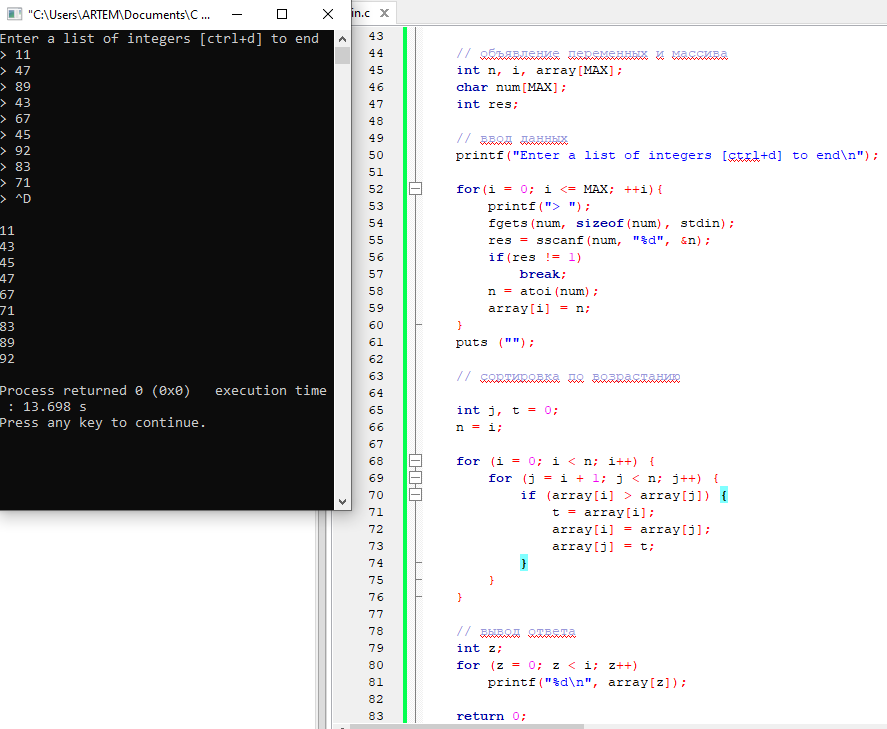 "C:\Users\ARTEM\Documents\C ...
Enter a list of integers [ctrl+d] to end
> 11
> 47
> 89
> 43
> 67
> 45
> 92
> 83
> 71
> ^D
11
43
45
47
67
71
83
89
92
Process returned 0 (0x0)   execution time
 : 13.698 s
Press any key to continue.
in.c
43
44 // объявление переменных и массива
45 int n, i, array[MAX];
46 char num[MAX];
47 int res;
48
49 // ввод данных
50 printf("Enter a list of integers [ctrl+d] to end\n");
51
52 for(i = 0; i <= MAX; ++i){
53     printf("> ");
54     fgets(num, sizeof(num), stdin);
55     res = sscanf(num, "%d", &n);
56     if(res != 1)
57         break;
58     n = atoi(num);
59     array[i] = n;
60 }
61 puts ("");
62
63 // сортировка по возрастанию
64
65 int j, t = 0;
66 n = i;
67
68 for (i = 0; i < n; i++) {
69     for (j = i + 1; j < n; j++) {
70         if (array[i] > array[j]) {
71             t = array[i];
72             array[i] = array[j];
73             array[j] = t;
74         }
75     }
76 }
77
78 // вывод ответа
79 int z;
80 for (z = 0; z < i; z++)
81     printf("%d\n", array[z]);
82
83 return 0;